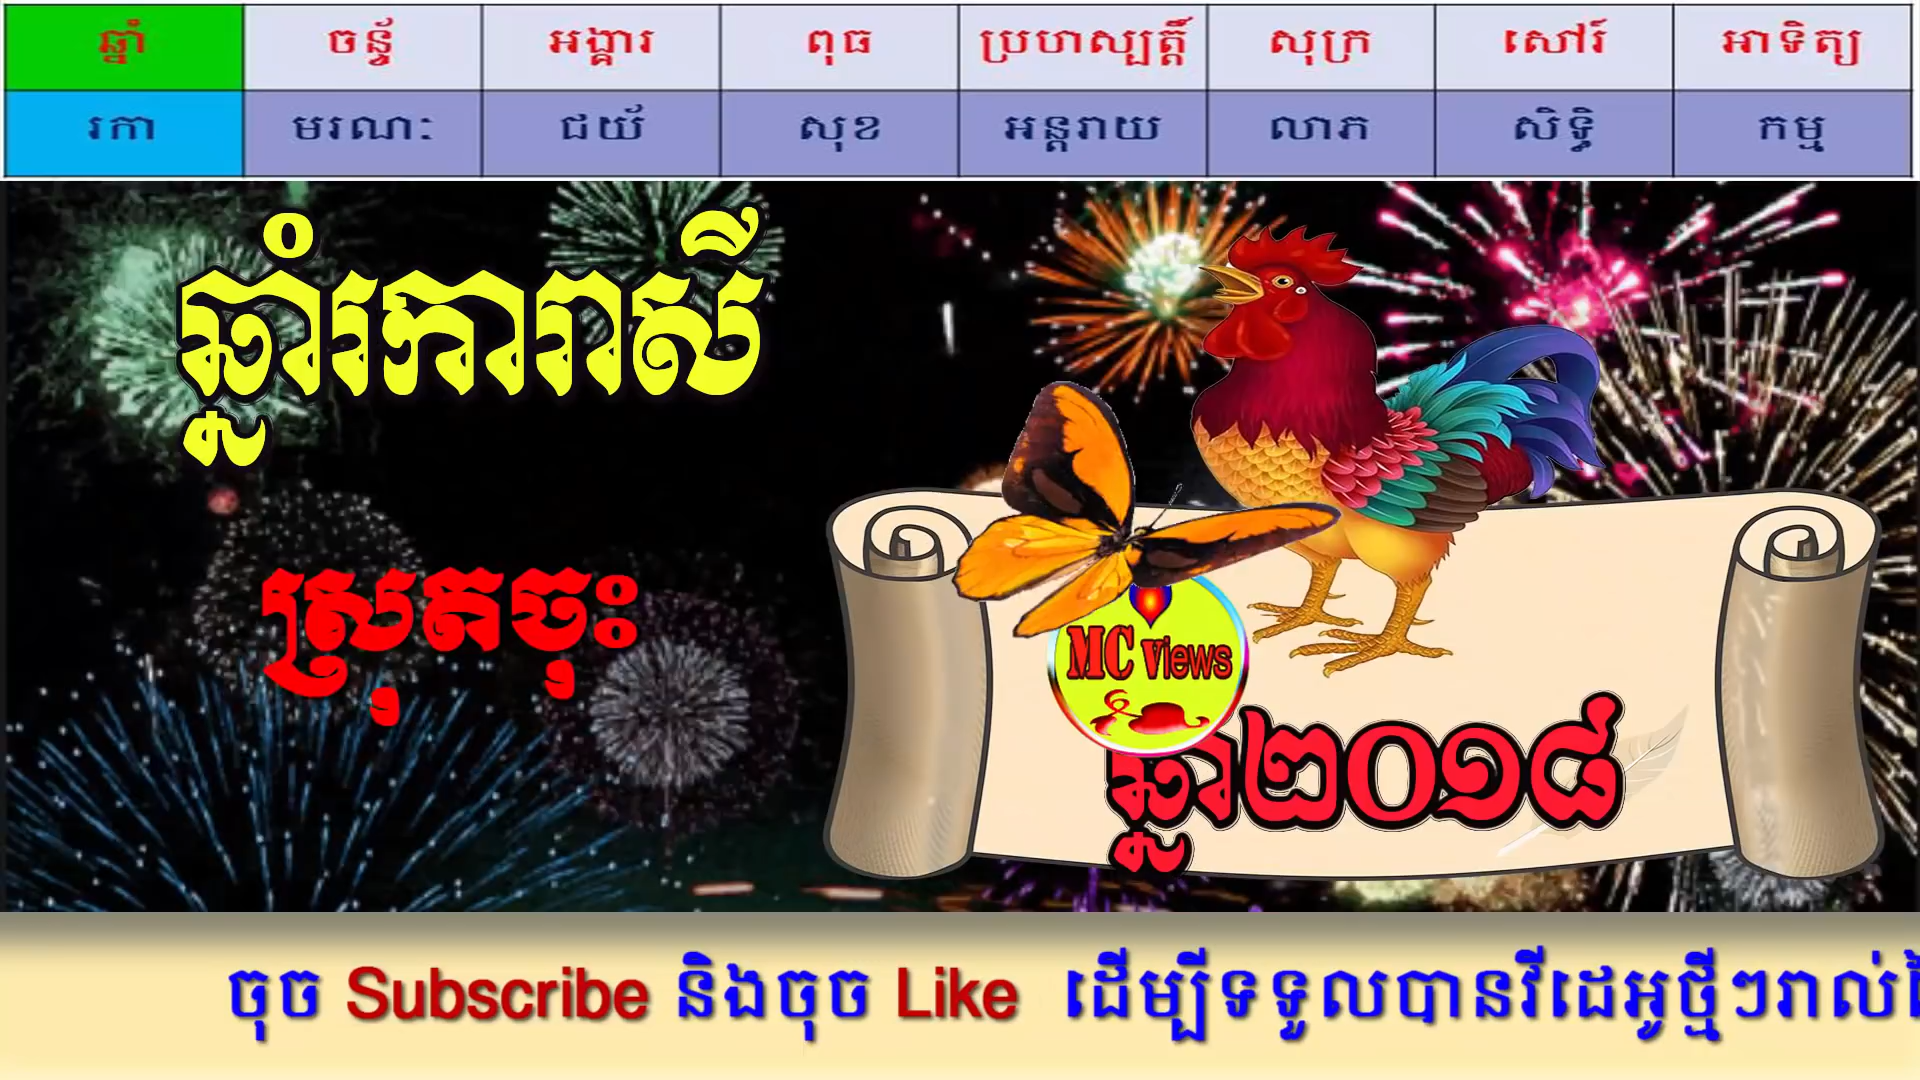 ឆ្នាំ ចន្ទ័ អង្គារ ពុធ ប្រហស្បត្តិ៍ សុក្រ សៅរ៍ អាទិត្យ
រកា មរណៈ ជយ័ សុខ អន្តរាយ លាភ សិទ្ធិ កម្ម
ឆ្នាំរការាសី
ស្រុតចុះ
MC Views
ឆ្នាំ២០១៨
ចុច Subscribe និងចុច Like ដើម្បីទទួលបានវីដេអូថ្មីៗរាល់